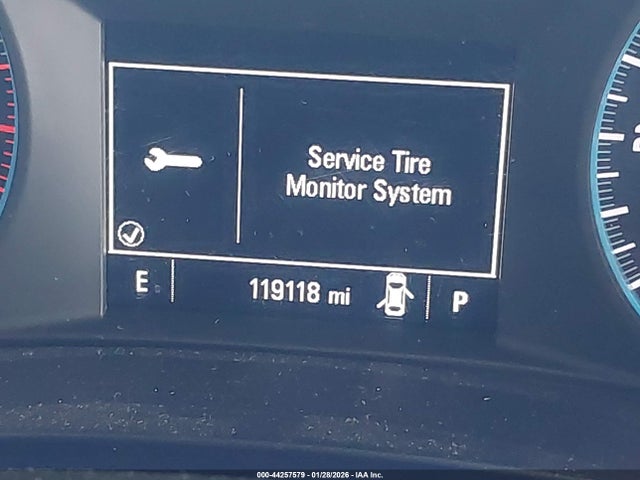 Service Tire
Monitor System
E
119118 mi
P
000-44257579 - 01/28/2026 - IAA Inc.